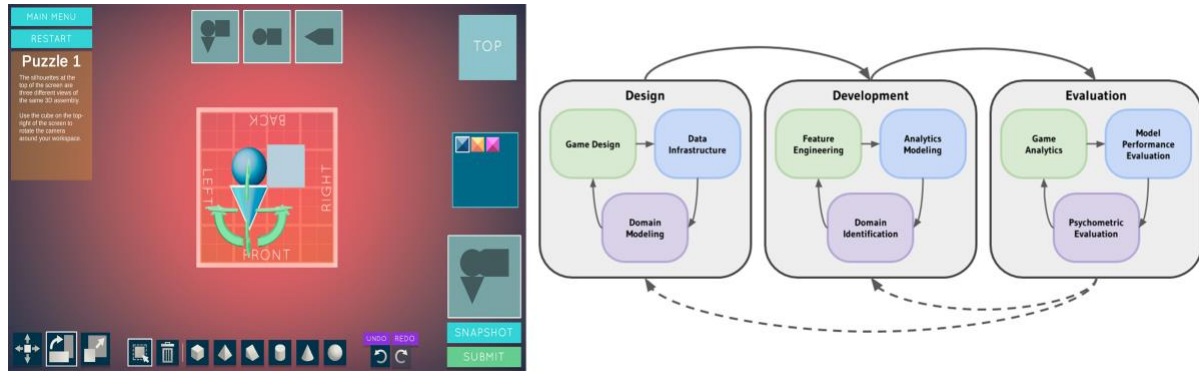 MAIN MENU
RESTART
Puzzle 1
The silhouettes at the
top of the screen are
three different views of
the same 3D assembly.
Use the cube on the top-
right of the screen to
rotate the camera
around your workspace.
TOP
BACK
LEFT
RIGHT
FRONT
UNDO REDO
SNAPSHOT
SUBMIT
Design
Game Design
Data
Infrastructure
Domain
Modeling
Development
Feature
Engineering
Analytics
Modeling
Domain
Identification
Evaluation
Game
Analytics
Model
Performance
Evaluation
Psychometric
Evaluation